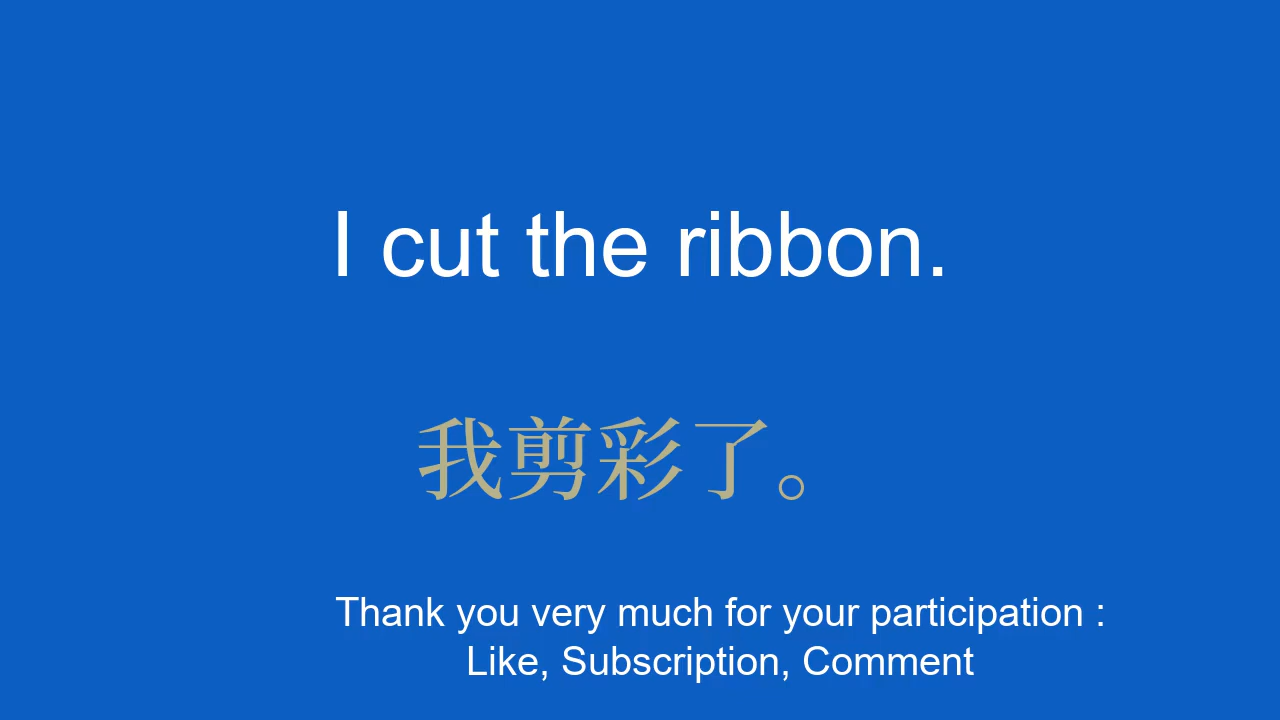 I cut the ribbon.
我剪彩了。
Thank you very much for your participation :
Like, Subscription, Comment